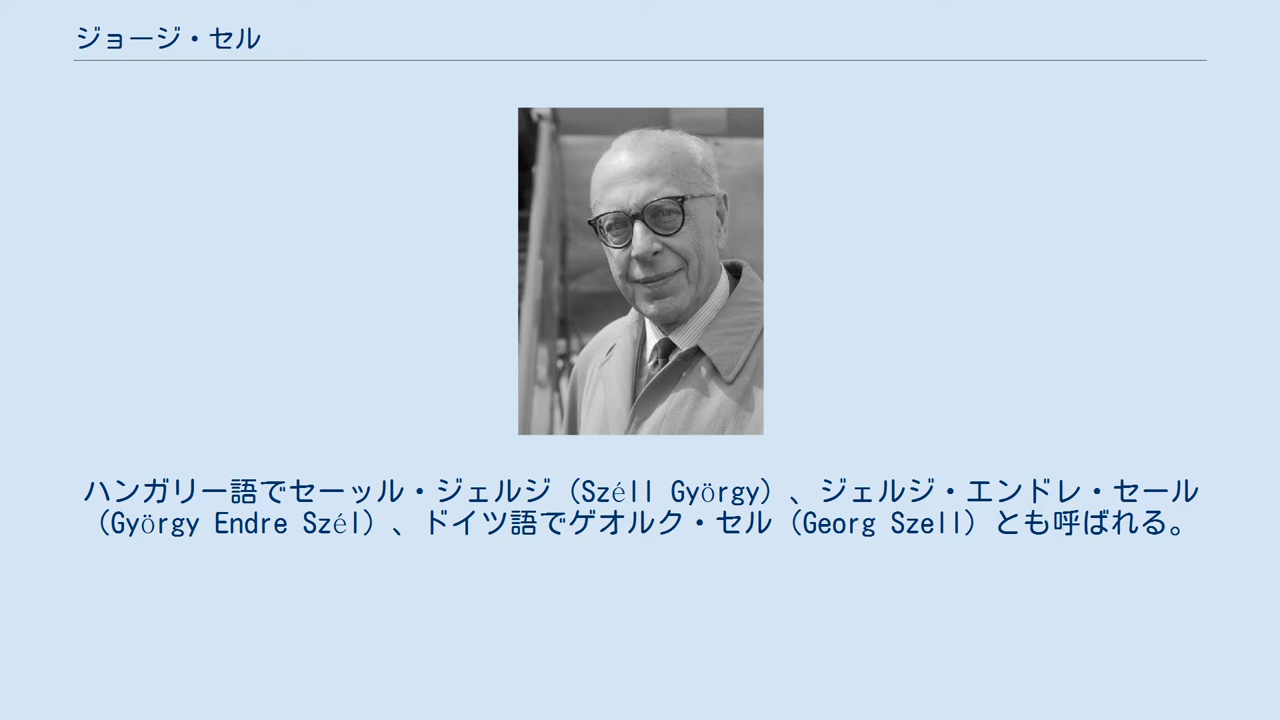 ジョージ・セル
ハンガリー語でセーッル・ジェルジ（Széll György）、ジェルジ・エンドレ・セール
（György Endre Szél）、ドイツ語でゲオルク・セル（Georg Szell）とも呼ばれる。